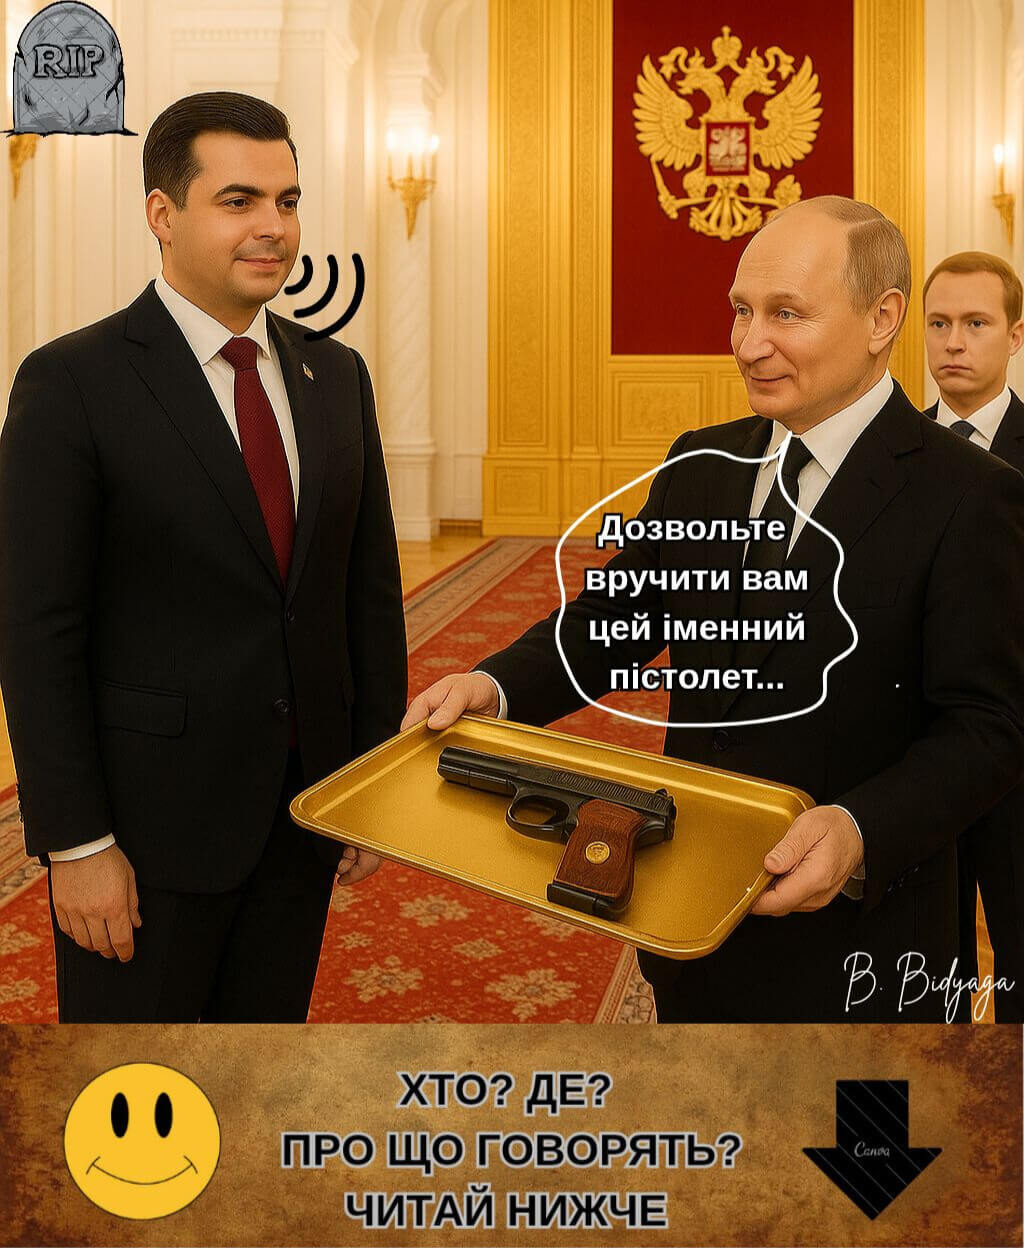 RIP
Дозвольте
вручити вам
цей іменний
пістолет...
B. Bidyaga
ХТО? ДЕ?
ПРО ЩО ГОВОРЯТЬ?
ЧИТАЙ НИЖЧЕ
Canva